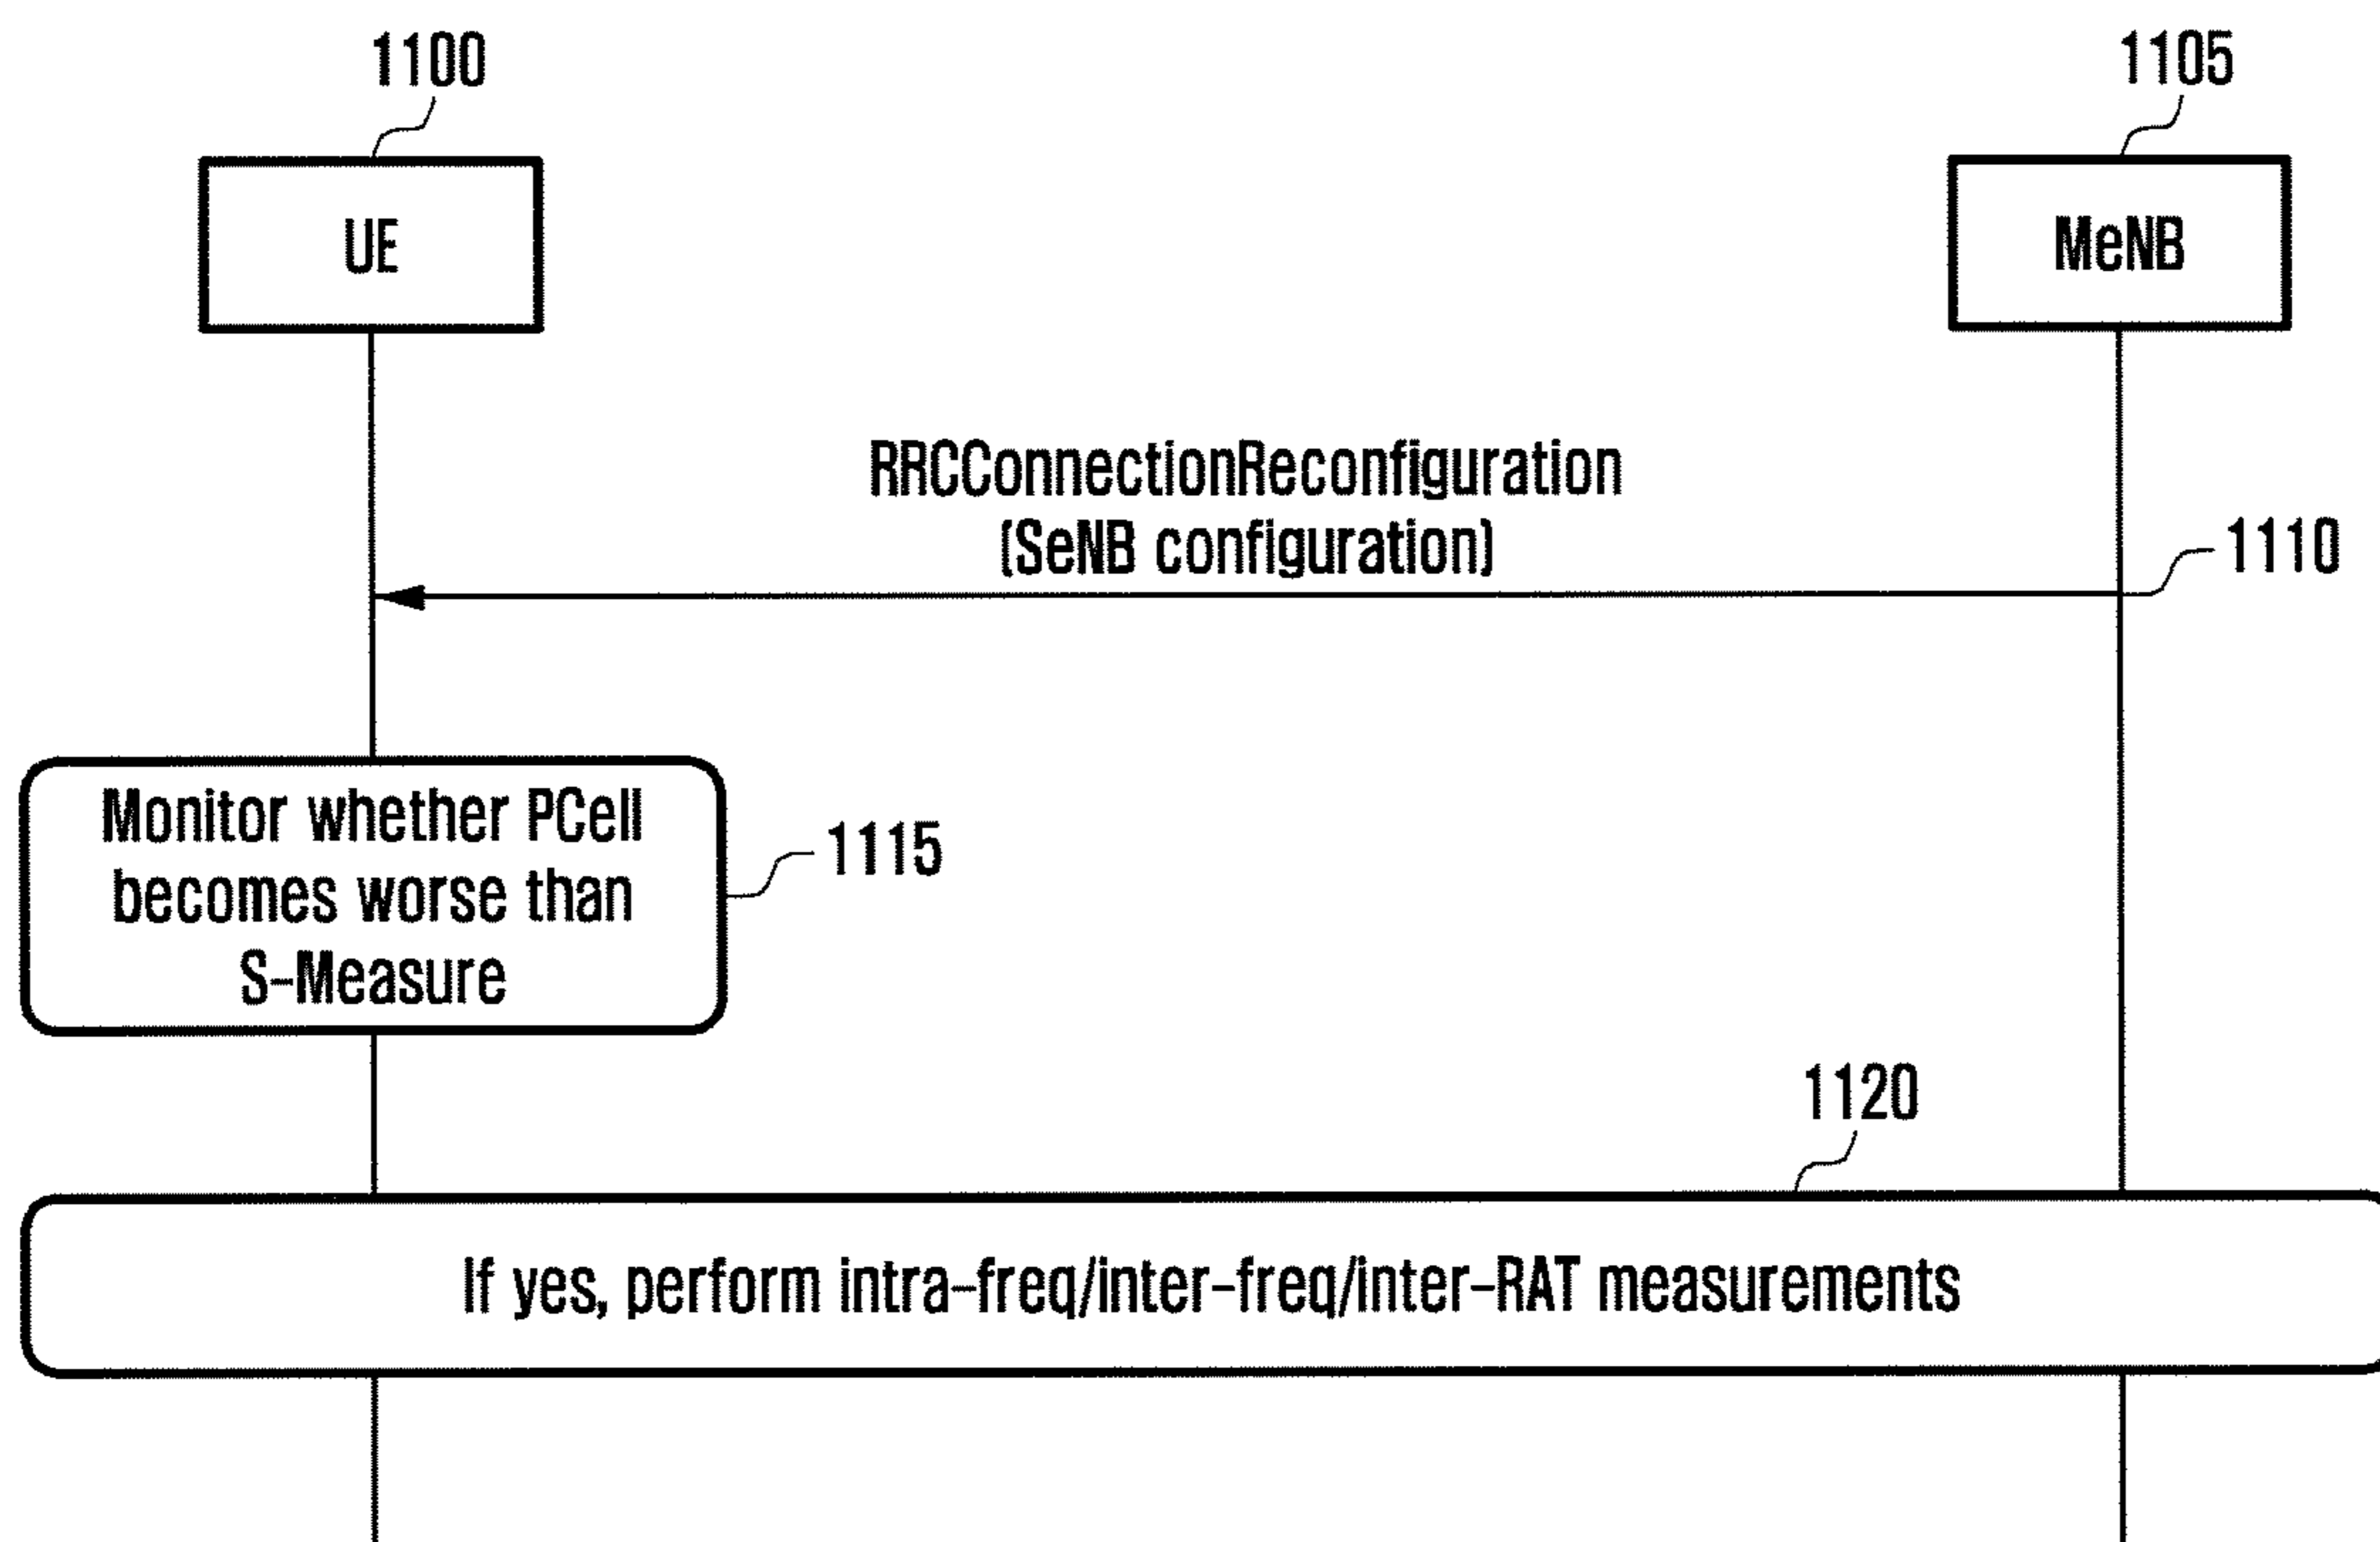 1100
1105
UE
MeNB
RRCConnectionReconfiguration
(SeNB configuration)
1110
Monitor whether PCell
becomes worse than
S-Measure
1115
1120
If yes, perform intra-freq/inter-freq/inter-RAT measurements